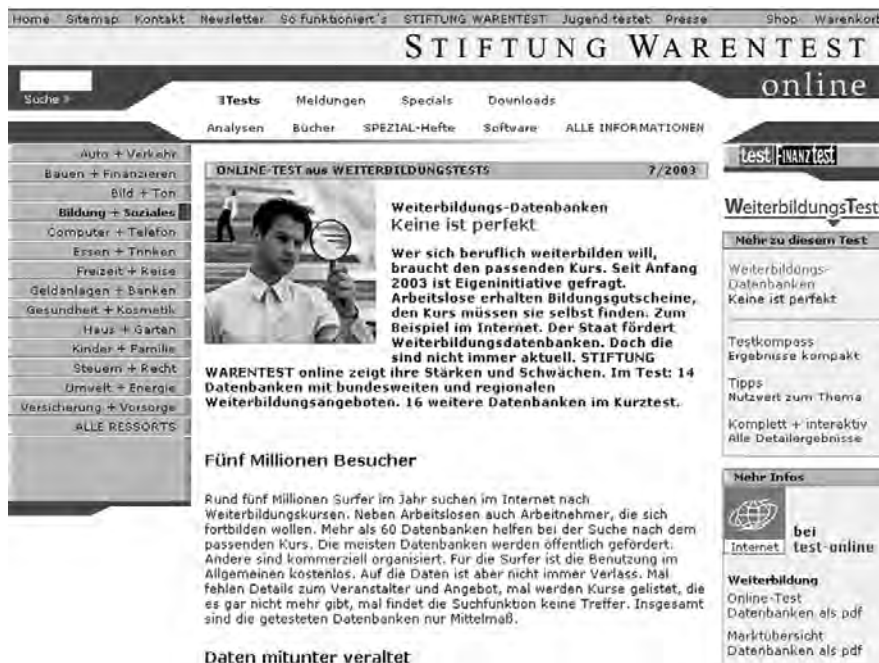 Home Sitemap Kontakt Newsletter So funktioniert's STIFTUNG WARENTEST Jugend testet Presse Shop Warenkorb
STIFTUNG WARENTEST
online
Suche »
Tests Meldungen Specials Downloads
Analysen Bücher SPEZIAL-Hefte Software ALLE INFORMATIONEN
Auto + Verkehr
Bauen + Finanzieren
Bild + Ton
Bildung + Soziales
Computer + Telefon
Essen + Trinken
Freizeit + Reise
Geldanlagen + Banken
Gesundheit + Kosmetik
Haus + Garten
Kinder + Familie
Steuern + Recht
Umwelt + Energie
Versicherung + Vorsorge
ALLE RESSORTS
ONLINE-TEST aus WEITERBILDUNGSTESTS 7/2003
Weiterbildungs-Datenbanken
Keine ist perfekt
Wer sich beruflich weiterbilden will,
braucht den passenden Kurs. Seit Anfang
2003 ist Eigeninitiative gefragt.
Arbeitslose erhalten Bildungsgutscheine,
den Kurs müssen sie selbst finden. Zum
Beispiel im Internet. Der Staat fördert
Weiterbildungsdatenbanken. Doch die
sind nicht immer aktuell. STIFTUNG
WARENTEST online zeigt ihre Stärken und Schwächen. Im Test: 14
Datenbanken mit bundesweiten und regionalen
Weiterbildungsangeboten. 16 weitere Datenbanken im Kurztest.
Fünf Millionen Besucher
Rund fünf Millionen Surfer im Jahr suchen im Internet nach
Weiterbildungskursen. Neben Arbeitslosen auch Arbeitnehmer, die sich
fortbilden wollen. Mehr als 60 Datenbanken helfen bei der Suche nach dem
passenden Kurs. Die meisten Datenbanken werden öffentlich gefördert.
Andere sind kommerziell organisiert. Für die Surfer ist die Benutzung im
Allgemeinen kostenlos. Auf die Daten ist aber nicht immer Verlass. Mal
fehlen Details zum Veranstalter und Angebot, mal werden Kurse gelistet, die
es gar nicht mehr gibt, mal findet die Suchfunktion keine Treffer. Insgesamt
sind die getesteten Datenbanken nur Mittelmaß.
Daten mitunter veraltet
test FINANZtest
WeiterbildungsTest
Mehr zu diesem Test
Weiterbildungs-
Datenbanken
Keine ist perfekt
Testkompass
Ergebnisse kompakt
Tipps
Nutzwert zum Thema
Komplett + interaktiv
Alle Detailergebnisse
Mehr Infos
Internet
bei
test-online
Weiterbildung
Online-Test
Datenbanken als pdf
Marktübersicht
Datenbanken als pdf